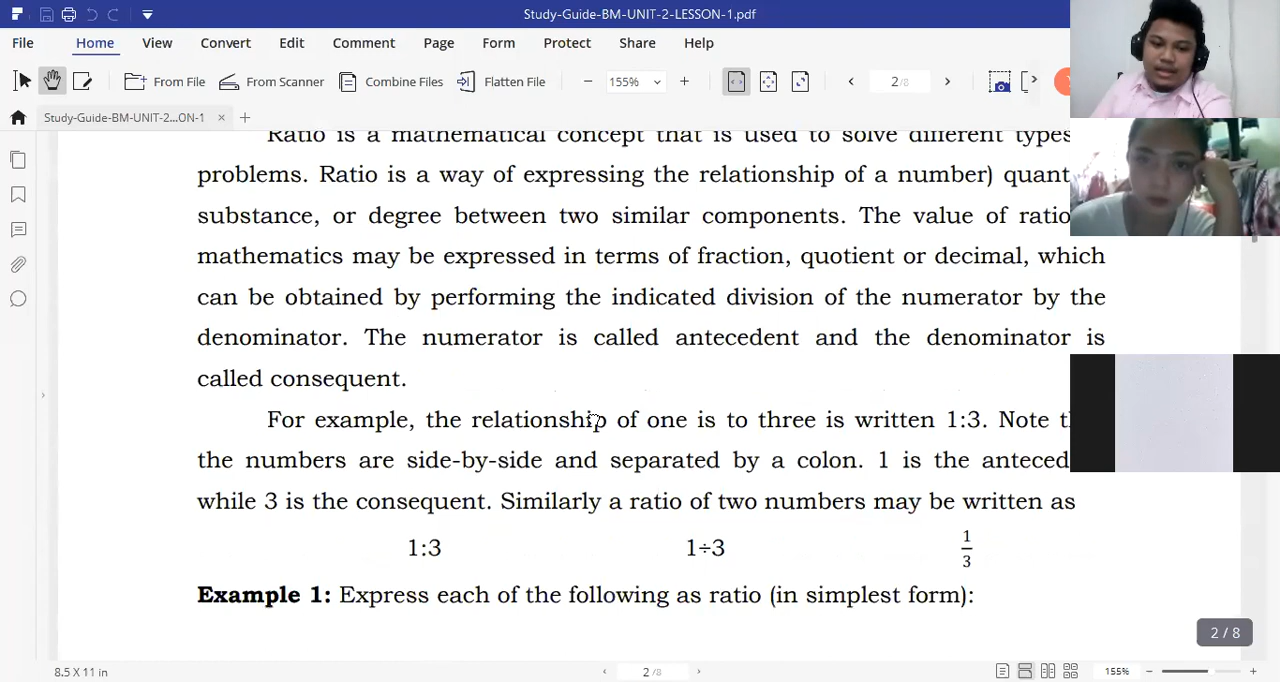 Study-Guide-BM-UNIT-2-LESSON-1.pdf
File Home View Convert Edit Comment Page Form Protect Share Help
From File From Scanner Combine Files Flatten File 155% 2/8
Study-Guide-BM-UNIT-2...ON-1
Ratio is a mathematical concept that is used to solve different types
problems. Ratio is a way of expressing the relationship of a number) quant
substance, or degree between two similar components. The value of ratio
mathematics may be expressed in terms of fraction, quotient or decimal, which
can be obtained by performing the indicated division of the numerator by the
denominator. The numerator is called antecedent and the denominator is
called consequent.
For example, the relationship of one is to three is written 1:3. Note th
the numbers are side-by-side and separated by a colon. 1 is the anteced
while 3 is the consequent. Similarly a ratio of two numbers may be written as
1:3 1÷3 1/3
Example 1: Express each of the following as ratio (in simplest form):
2 / 8
8.5 X 11 in 2/8 155%